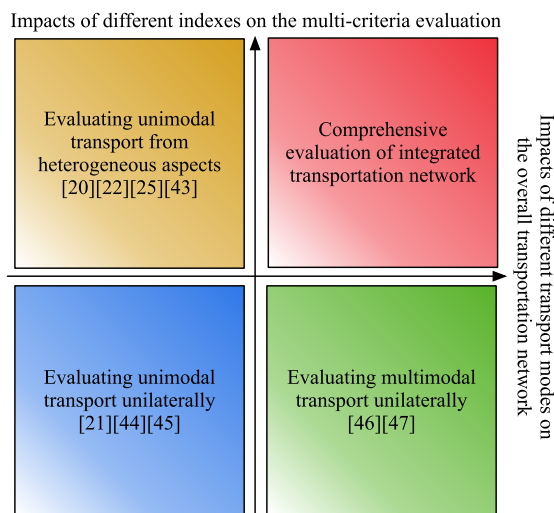 Impacts of different indexes on the multi-criteria evaluation
Evaluating unimodal
transport from
heterogeneous aspects
[20][22][25][43]
Comprehensive
evaluation of integrated
transportation network
Impacts of different transport modes on
the overall transportation network
Evaluating unimodal
transport unilaterally
[21][44][45]
Evaluating multimodal
transport unilaterally
[46][47]